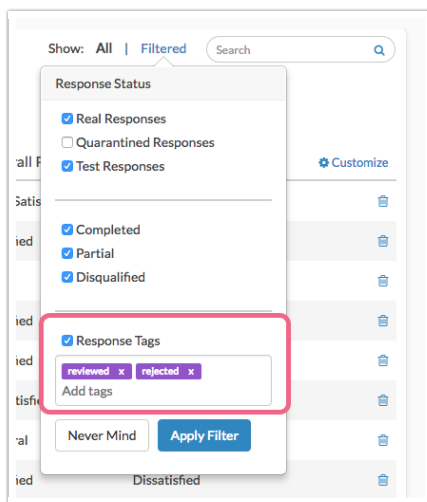 Show: All | Filtered Search
Response Status
Real Responses
Quarantined Responses
Test Responses
Customize
Completed
Partial
Disqualified
Response Tags
reviewed x rejected x
Add tags
Never Mind Apply Filter
Dissatisfied